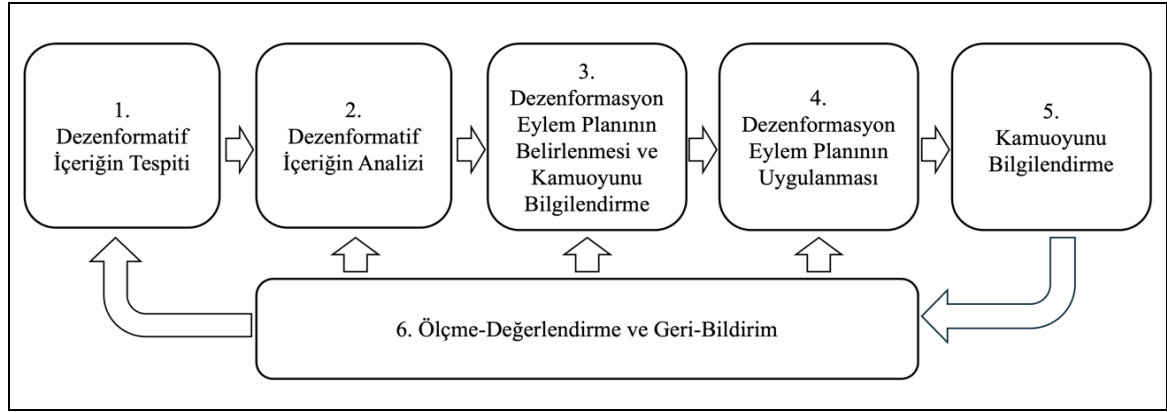 1.
Dezenformatif
İçeriğin Tespiti
2.
Dezenformatif
İçeriğin Analizi
3.
Dezenformasyon
Eylem Planının
Belirlenmesi ve
Kamuoyunu
Bilgilendirme
4.
Dezenformasyon
Eylem Planının
Uygulanması
5.
Kamuoyunu
Bilgilendirme
6. Ölçme-Değerlendirme ve Geri-Bildirim